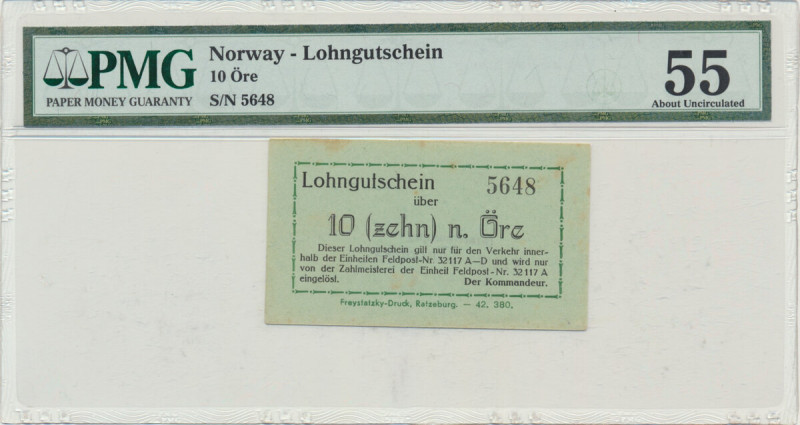 PMG
PAPER MONEY GUARANTY
Norway - Lohngutschein
10 Öre
S/N 5648
55
About Uncirculated
Lohngutschein 5648
über
10 (zehn) n. Öre
Dieser Lohngutschein gilt nur für den Verkehr inner-
halb der Einheiten Feldpost-Nr. 32117 A—D und wird nur
von der Zahlmeisterei der Einheit Feldpost-Nr. 32117 A
eingelöst. Der Kommandeur.
Freystatzky-Druck, Ratzeburg. — 42. 380.